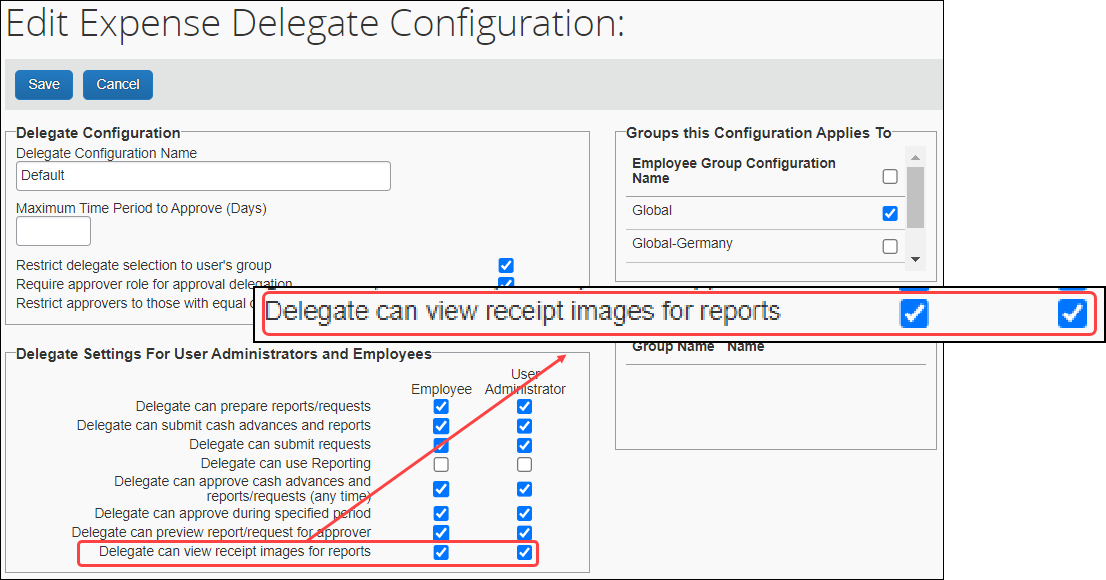 Edit Expense Delegate Configuration:
Save Cancel
Delegate Configuration
Delegate Configuration Name
Default
Maximum Time Period to Approve (Days)
Restrict delegate selection to user's group
Require approver role for approval delegation
Restrict approvers to those with equal
Groups this Configuration Applies To
Employee Group Configuration
Name
Global
Global-Germany
Delegate can view receipt images for reports
Group Name Name
Delegate Settings For User Administrators and Employees
Employee User
Administrator
Delegate can prepare reports/requests
Delegate can submit cash advances and reports
Delegate can submit requests
Delegate can use Reporting
Delegate can approve cash advances and
reports/requests (any time)
Delegate can approve during specified period
Delegate can preview report/request for approver
Delegate can view receipt images for reports